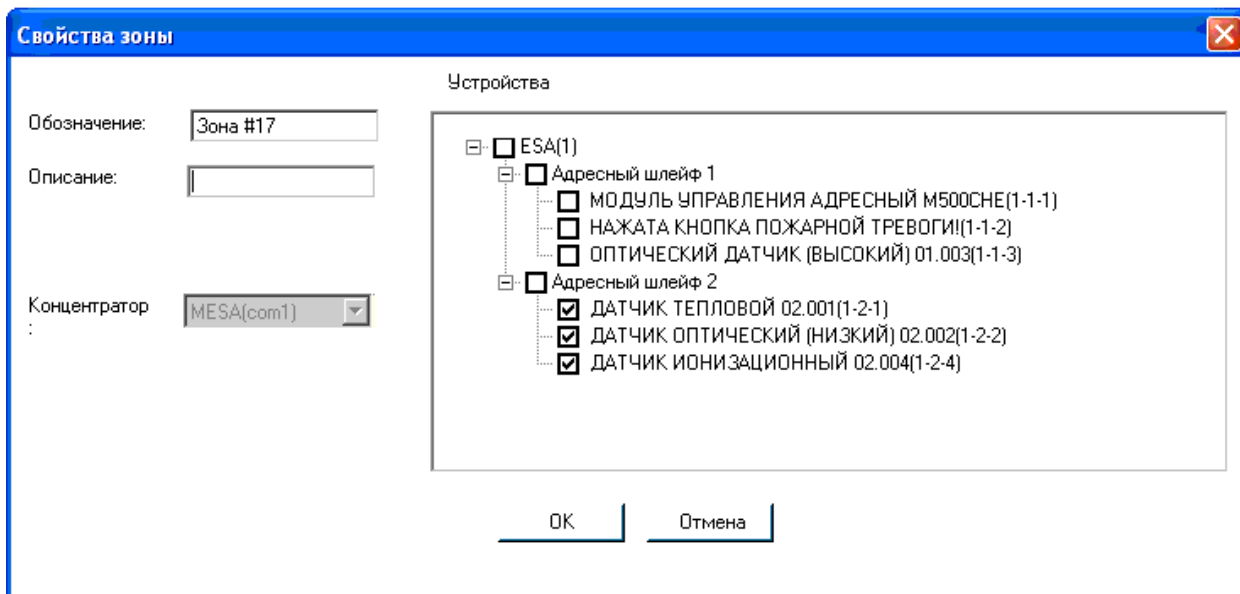 Свойства зоны
Устройства
Обозначение:
Зона #17
Описание:
Концентратор
:
MESA(com1)
ESA(1)
Адресный шлейф 1
МОДУЛЬ УПРАВЛЕНИЯ АДРЕСНЫЙ M500CHE(1-1-1)
НАЖАТА КНОПКА ПОЖАРНОЙ ТРЕВОГИ!(1-1-2)
ОПТИЧЕСКИЙ ДАТЧИК (ВЫСОКИЙ) 01.003(1-1-3)
Адресный шлейф 2
ДАТЧИК ТЕПЛОВОЙ 02.001(1-2-1)
ДАТЧИК ОПТИЧЕСКИЙ (НИЗКИЙ) 02.002(1-2-2)
ДАТЧИК ИОНИЗАЦИОННЫЙ 02.004(1-2-4)
OK
Отмена